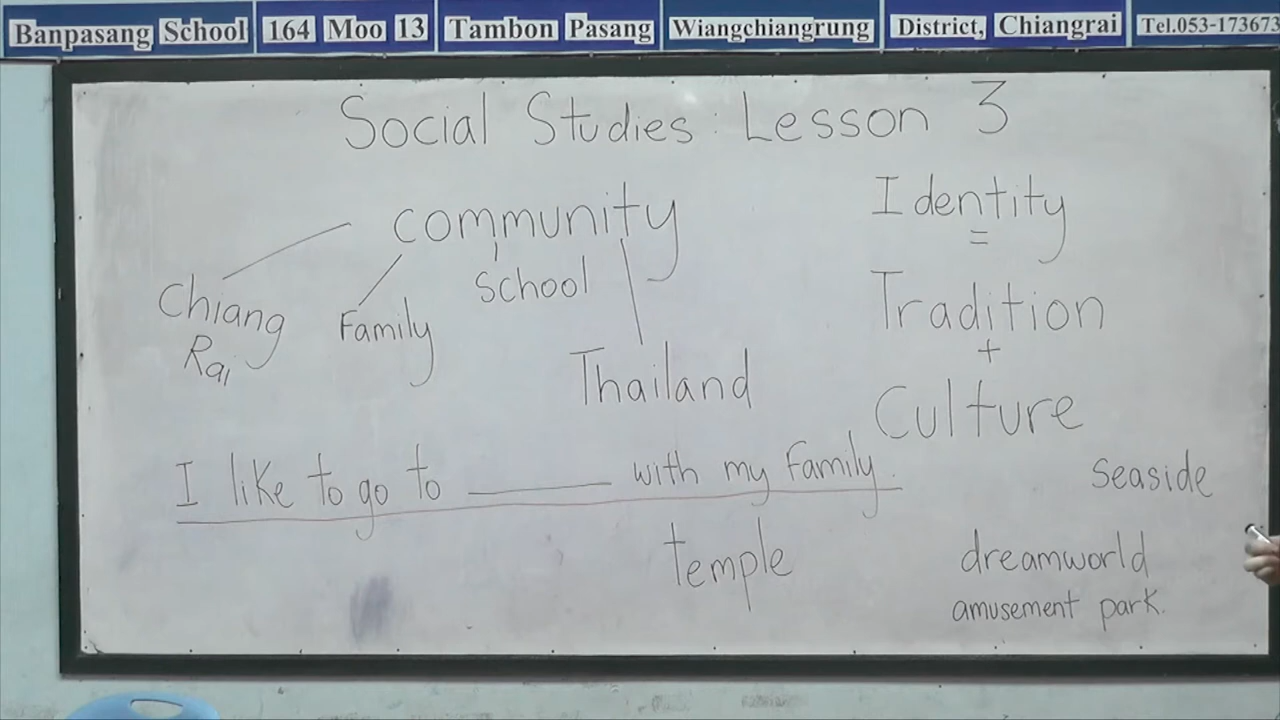 Banpasang School 164 Moo 13 Tambon Pasang Wiangchiangrung District, Chiangrai Tel.053-173673
Social Studies: Lesson 3
community
Chiang
Rai
Family
School
Thailand
Identity
=
Tradition
+
Culture
I like to go to ______ with my family.
temple
seaside
dreamworld
amusement park.